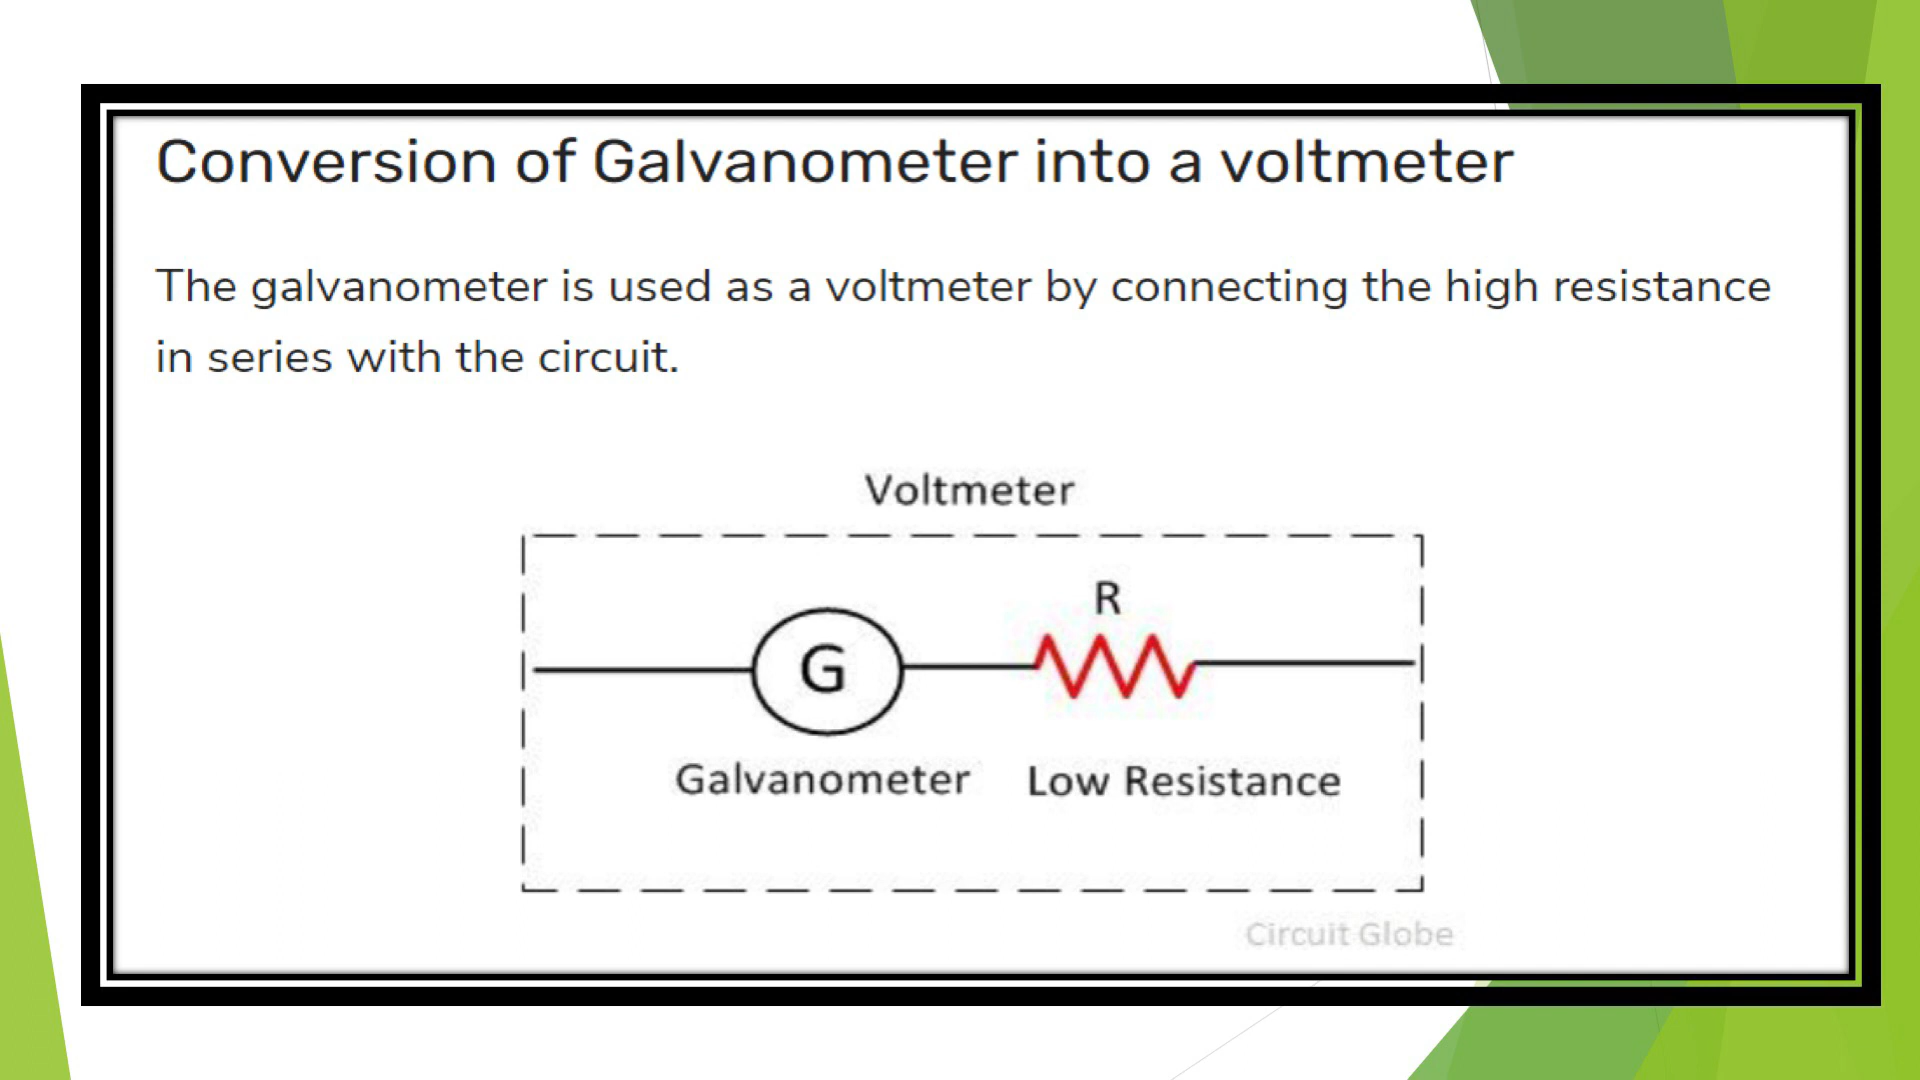 Conversion of Galvanometer into a voltmeter
The galvanometer is used as a voltmeter by connecting the high resistance
in series with the circuit.
Voltmeter
R
G
Galvanometer Low Resistance
Circuit Globe